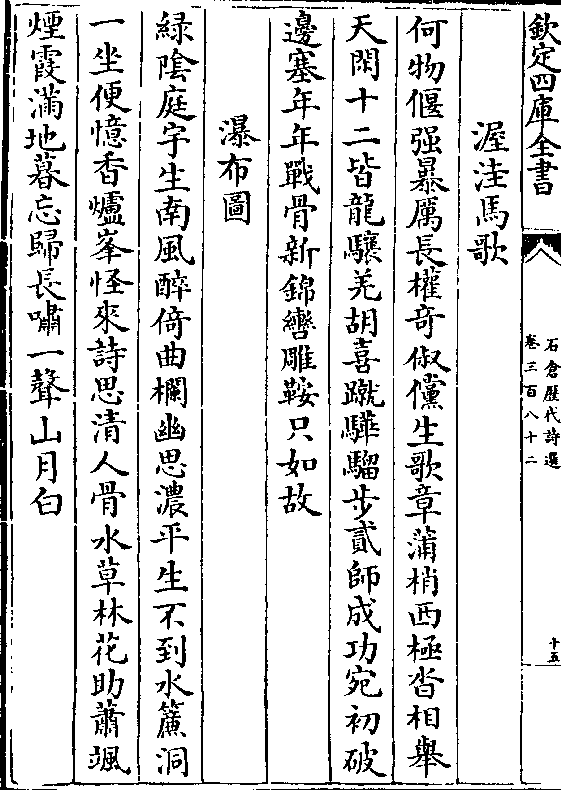 欽定四庫全書
石倉歷代詩選
卷三百八十二
十五
渥洼馬歌
何物偃强暴厲長權奇俶儻生歌章蒲梢西極沓相舉
天閑十二皆龍驤羌胡喜蹴驊騮步貳師成功宛初破
邊塞年年戰骨新錦轡雕鞍只如故
瀑布圖
緑陰庭宇生南風醉倚曲欄幽思濃平生不到水簾洞
一坐便憶香爐峯怪來詩思清人骨水草林花助蕭颯
煙霞滿地暮忘歸長嘯一聲山月白